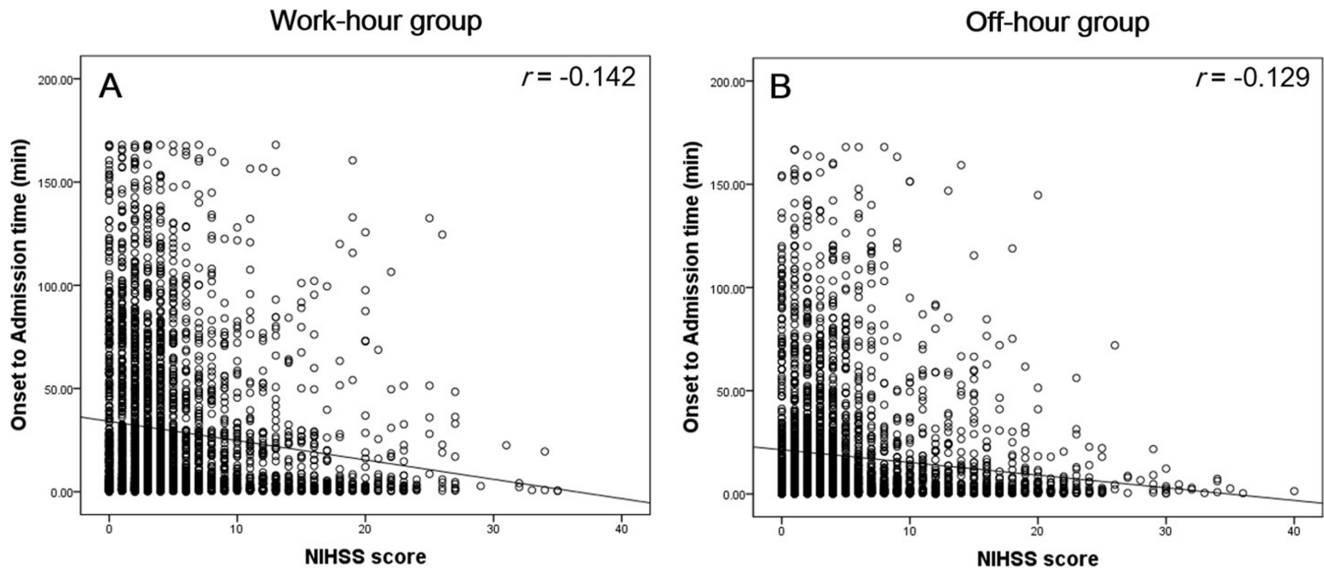 Work-hour group
A
r = -0.142
Onset to Admission time (min)
200.00
150.00
100.00
50.00
0.00
0 10 20 30 40
NIHSS score
Off-hour group
B
r = -0.129
Onset to Admission time (min)
200.00
150.00
100.00
50.00
0.00
0 10 20 30 40
NIHSS score